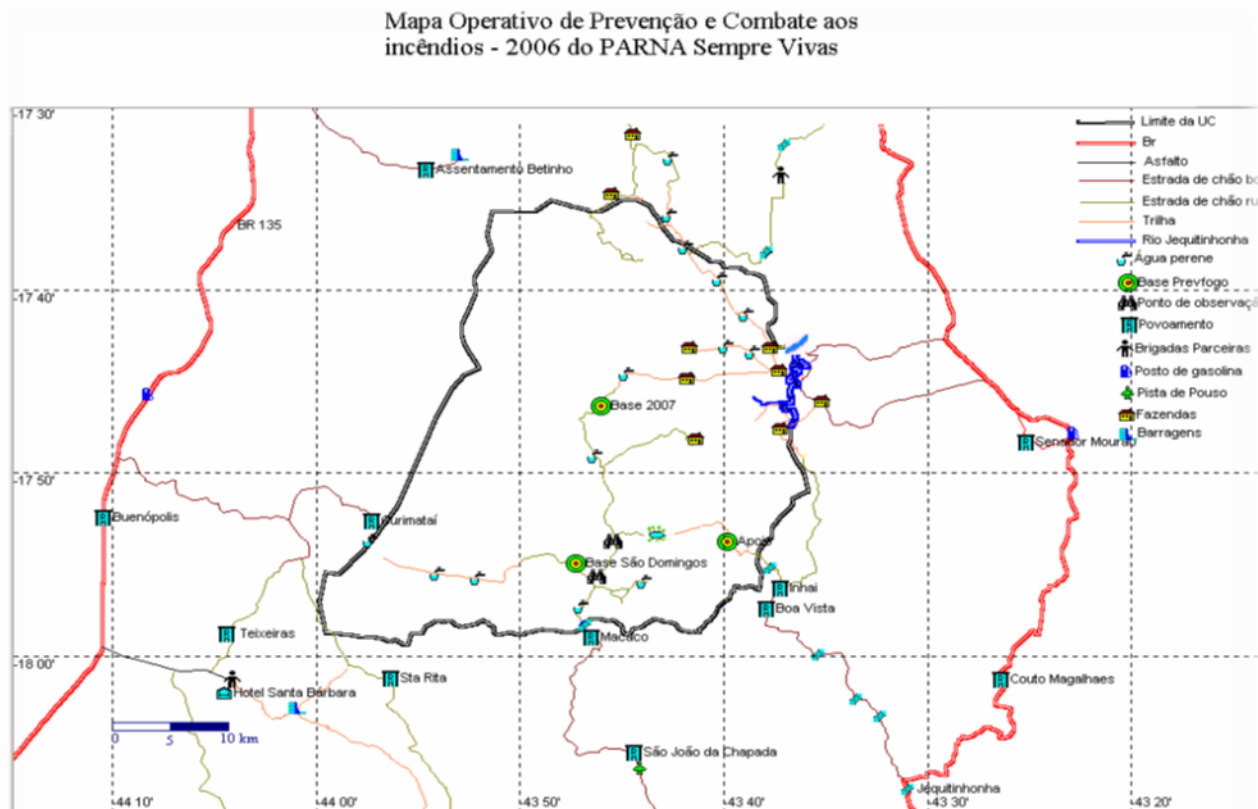 Mapa Operativo de Prevenção e Combate aos
incêndios - 2006 do PARNA Sempre Vivas
-17 30'
Limite da UC
Br
Asfalto
Estrada de chão bo
Estrada de chão ru
Trilha
Rio Jequitinhonha
Água perene
Base Prevfogo
Ponto de observaçã
Povoamento
Brigadas Parceiras
Posto de gasolina
Pista de Pouso
Fazendas
Barragens
Assentamento Betinho
BR 135
-17 40'
Base 2007
Senador Mourão
-17 50'
Buenópolis
Curimataí
Apoio
Base São Domingos
Inhai
Boa Vista
Teixeiras
Macaco
-18 00'
Sta Rita
Couto Magalhaes
Hotel Santa Bárbara
0 5 10 km
São João da Chapada
Jequitinhonha
-44 10'
-44 00'
-43 50'
-43 40'
-43 30'
-43 20'